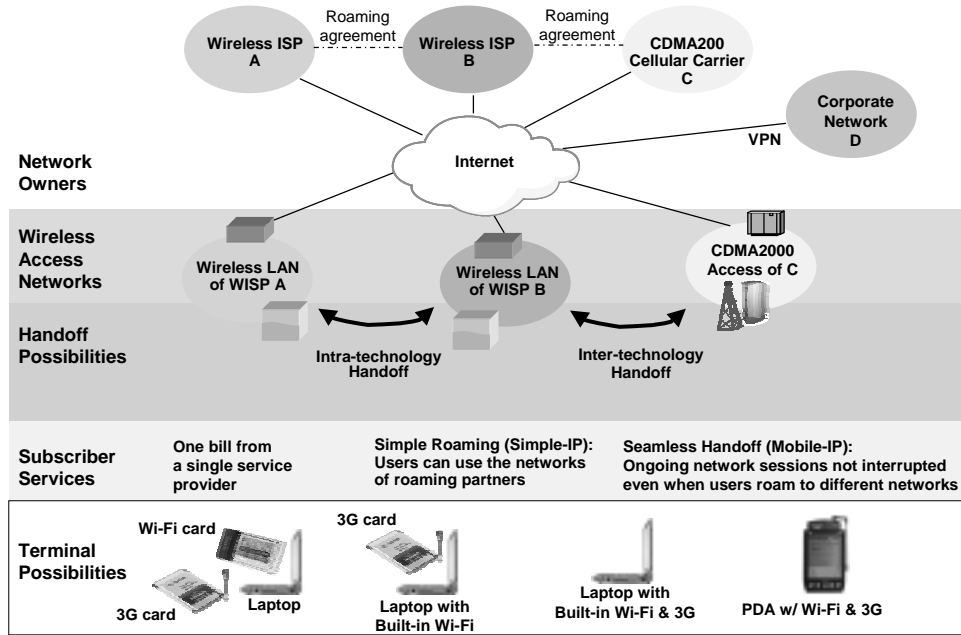 Roaming
agreement
Roaming
agreement
Wireless ISP
A
Wireless ISP
B
CDMA200
Cellular Carrier
C
Corporate
Network
D
VPN
Internet
Network
Owners
Wireless
Access
Networks
Wireless LAN
of WISP A
Wireless LAN
of WISP B
CDMA2000
Access of C
Handoff
Possibilities
Intra-technology
Handoff
Inter-technology
Handoff
Subscriber
Services
One bill from
a single service
provider
Simple Roaming (Simple-IP):
Users can use the networks
of roaming partners
Seamless Handoff (Mobile-IP):
Ongoing network sessions not interrupted
even when users roam to different networks
Terminal
Possibilities
Wi-Fi card
3G card
Laptop
3G card
Laptop with
Built-in Wi-Fi
Laptop with
Built-in Wi-Fi & 3G
PDA w/ Wi-Fi & 3G